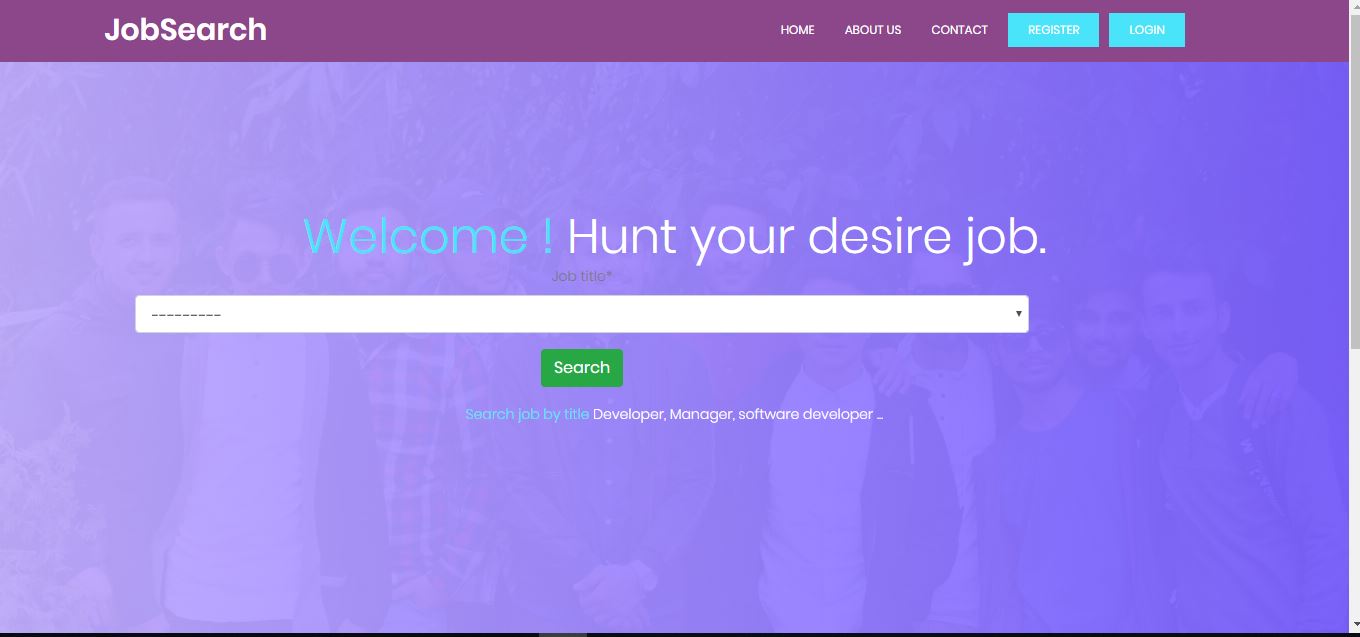 JobSearch
HOME ABOUT US CONTACT REGISTER LOGIN
Welcome ! Hunt your desire job.
Job title*
---------
Search
Search job by title Developer, Manager, software developer ...